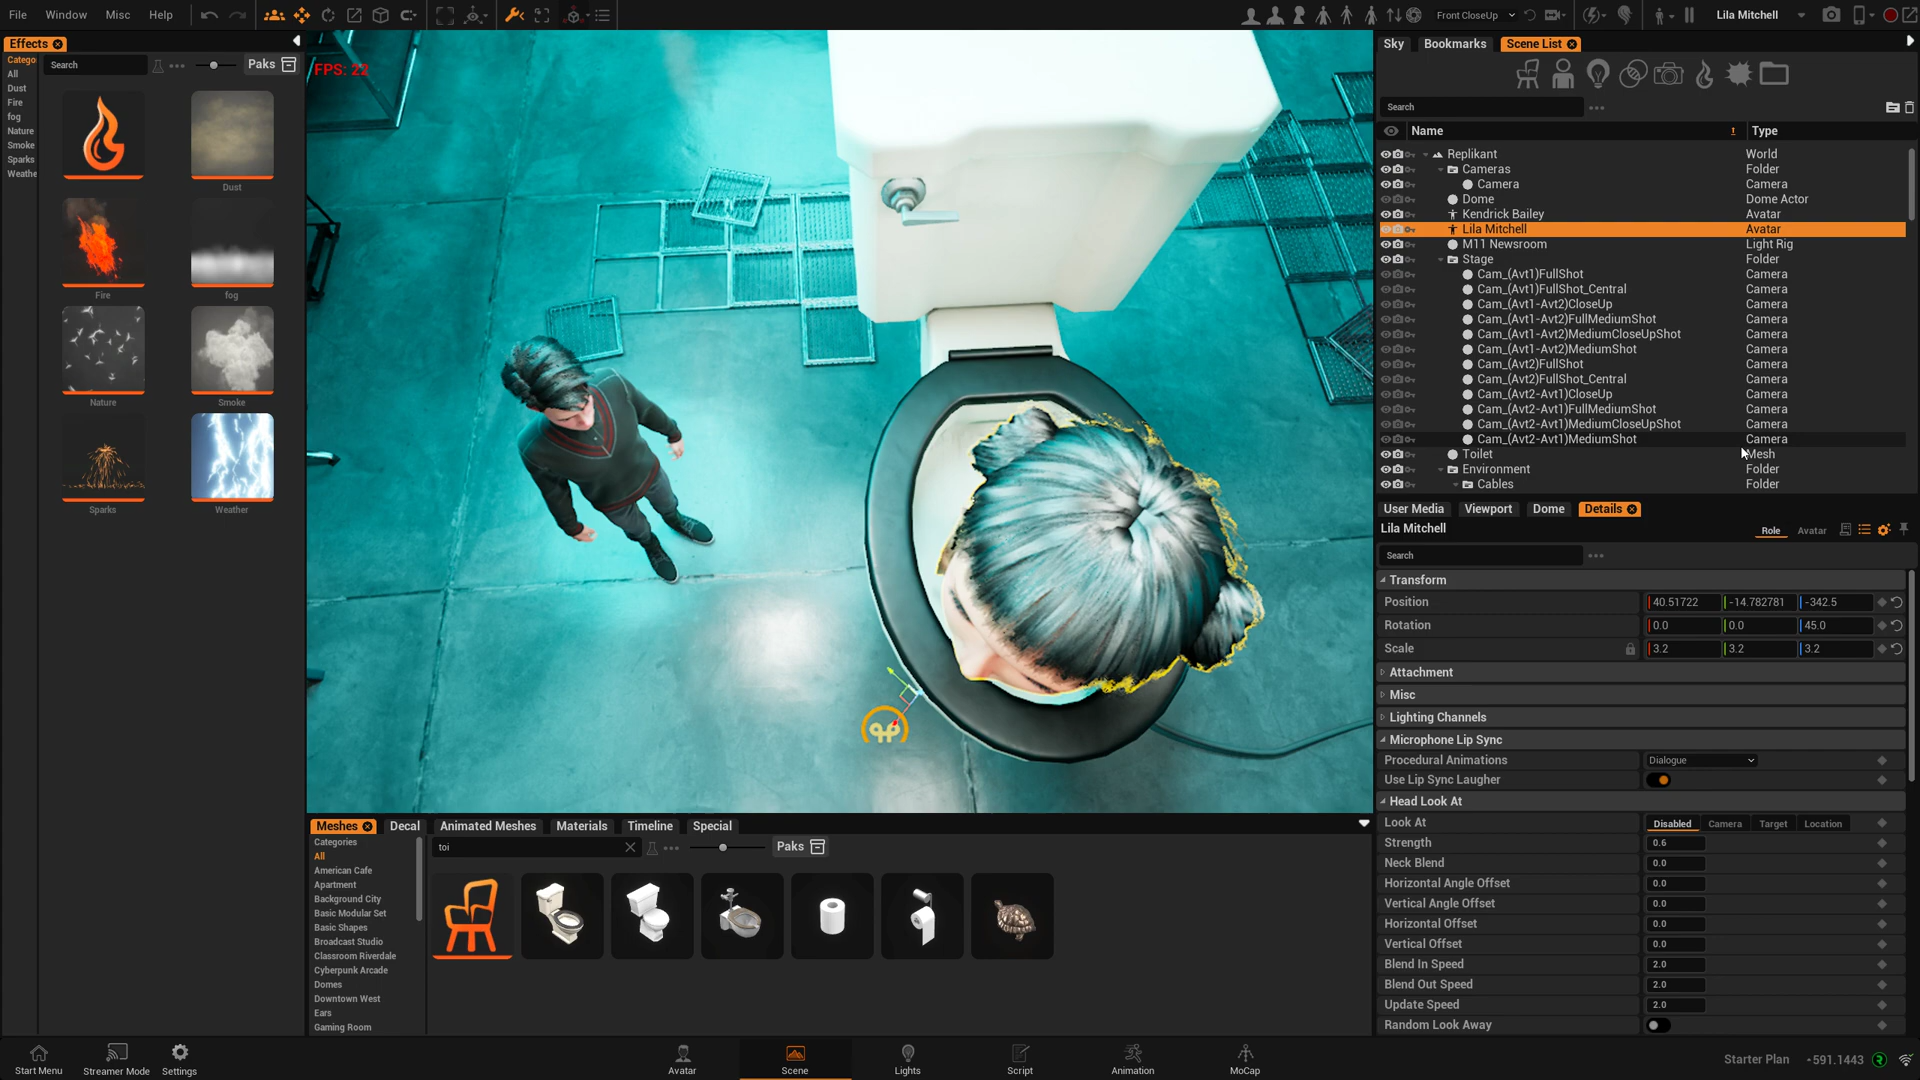 File Window Misc Help
Front CloseUp
Lila Mitchell
Effects
Catego
All
Dust
Fire
fog
Nature
Smoke
Sparks
Weathe
Search
Paks
Dust
Fire
fog
Nature
Smoke
Sparks
Weather
FPS: 22
Sky Bookmarks Scene List
Search
Name Type
Replikant World
Cameras Folder
Camera Camera
Dome Dome Actor
Kendrick Bailey Avatar
Lila Mitchell Avatar
M11 Newsroom Light Rig
Stage Folder
Cam_(Avt1)FullShot Camera
Cam_(Avt1)FullShot_Central Camera
Cam_(Avt1-Avt2)CloseUp Camera
Cam_(Avt1-Avt2)FullMediumShot Camera
Cam_(Avt1-Avt2)MediumCloseUpShot Camera
Cam_(Avt1-Avt2)MediumShot Camera
Cam_(Avt2)FullShot Camera
Cam_(Avt2)FullShot_Central Camera
Cam_(Avt2-Avt1)CloseUp Camera
Cam_(Avt2-Avt1)FullMediumShot Camera
Cam_(Avt2-Avt1)MediumCloseUpShot Camera
Cam_(Avt2-Avt1)MediumShot Camera
Toilet Mesh
Environment Folder
Cables Folder
User Media Viewport Dome Details
Lila Mitchell
Role Avatar
Search
Transform
Position 40.51722 -14.782781 -342.5
Rotation 0.0 0.0 45.0
Scale 3.2 3.2 3.2
Attachment
Misc
Lighting Channels
Microphone Lip Sync
Procedural Animations Dialogue
Use Lip Sync Laugher
Head Look At
Look At Disabled Camera Target Location
Strength 0.6
Neck Blend 0.0
Horizontal Angle Offset 0.0
Vertical Angle Offset 0.0
Horizontal Offset 0.0
Vertical Offset 0.0
Blend In Speed 2.0
Blend Out Speed 2.0
Update Speed 2.0
Random Look Away
Meshes Decal Animated Meshes Materials Timeline Special
Categories
All
American Cafe
Apartment
Background City
Basic Modular Set
Basic Shapes
Broadcast Studio
Classroom Riverdale
Cyberpunk Arcade
Domes
Downtown West
Ears
Gaming Room
toi
Paks
Start Menu Streamer Mode Settings
Avatar Scene Lights Script Animation MoCap
Starter Plan -591.1443